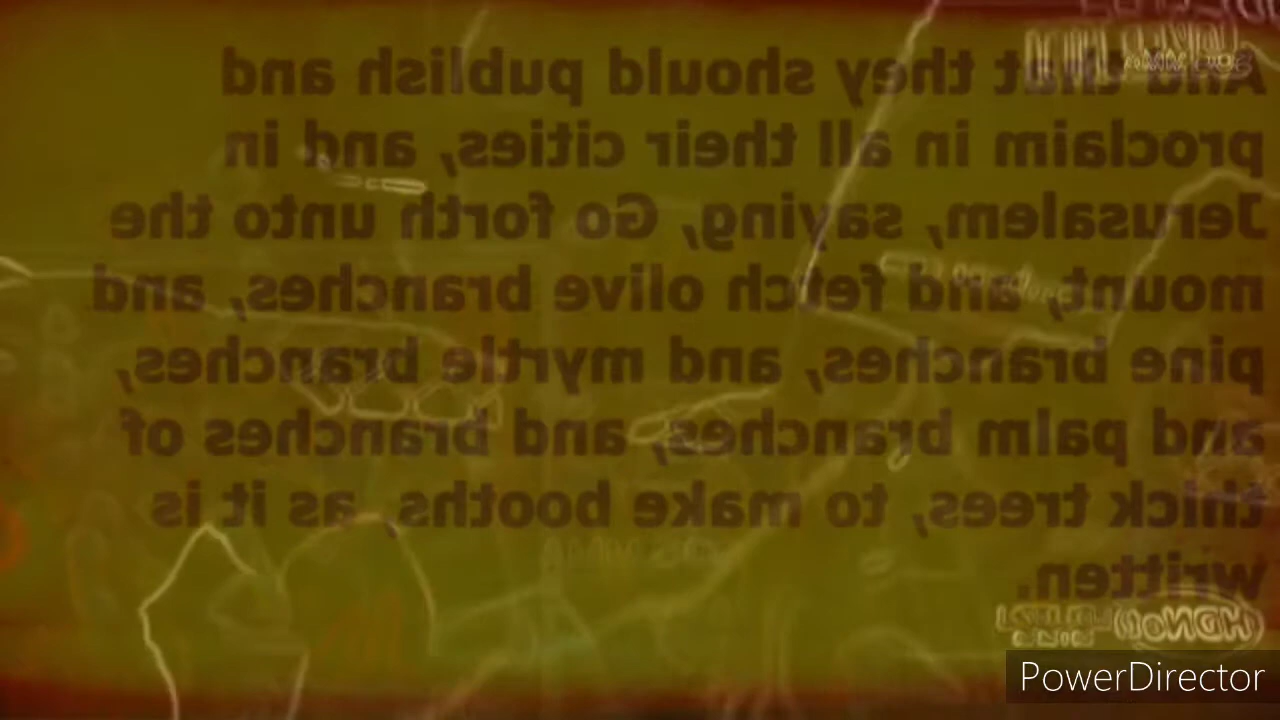 And that they should publish and
proclaim in all their cities, and in
Jerusalem, saying, Go forth unto the
mount, and fetch olive branches, and
pine branches, and myrtle branches,
and palm branches, and branches of
thick trees, to make booths, as it is
written.
PowerDirector